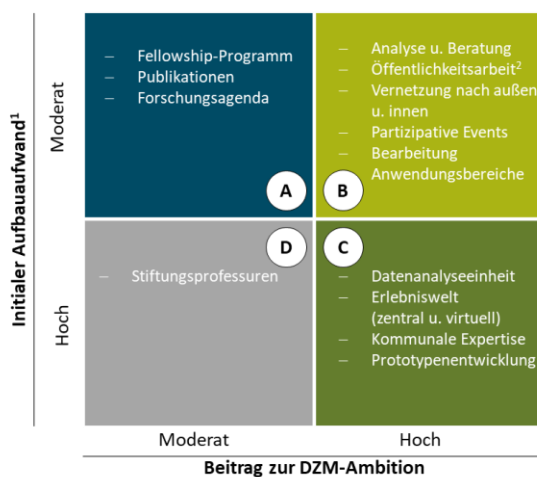 Initialer Aufbauaufwand¹
Moderat
– Fellowship-Programm
– Publikationen
– Forschungsagenda
A
– Analyse u. Beratung
– Öffentlichkeitsarbeit²
– Vernetzung nach außen
u. innen
– Partizipative Events
– Bearbeitung
Anwendungsbereiche
B
Hoch
D
– Stiftungsprofessuren
C
– Datenanalyseeinheit
– Erlebniswelt
(zentral u. virtuell)
– Kommunale Expertise
– Prototypenentwicklung
Moderat
Hoch
Beitrag zur DZM-Ambition